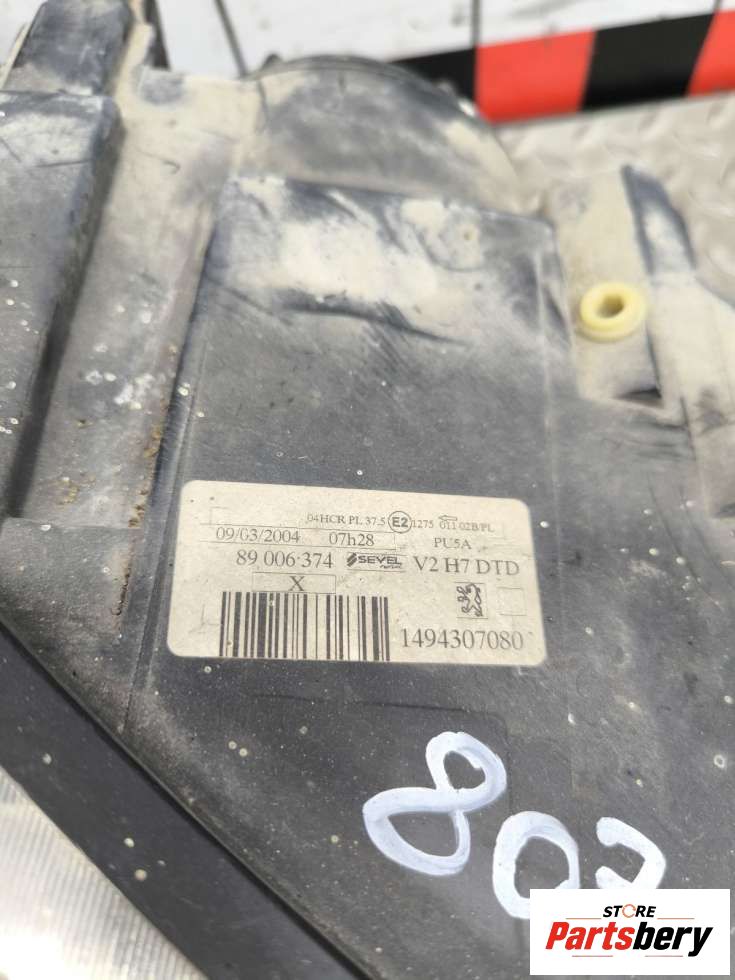 04HCR PL 37.5 E2 1275 011 02B/PL
09/03/2004 07h28 PU5A
89 006·374 SEVEL V2 H7 DTD
X
1494307080
STORE
Partsbery